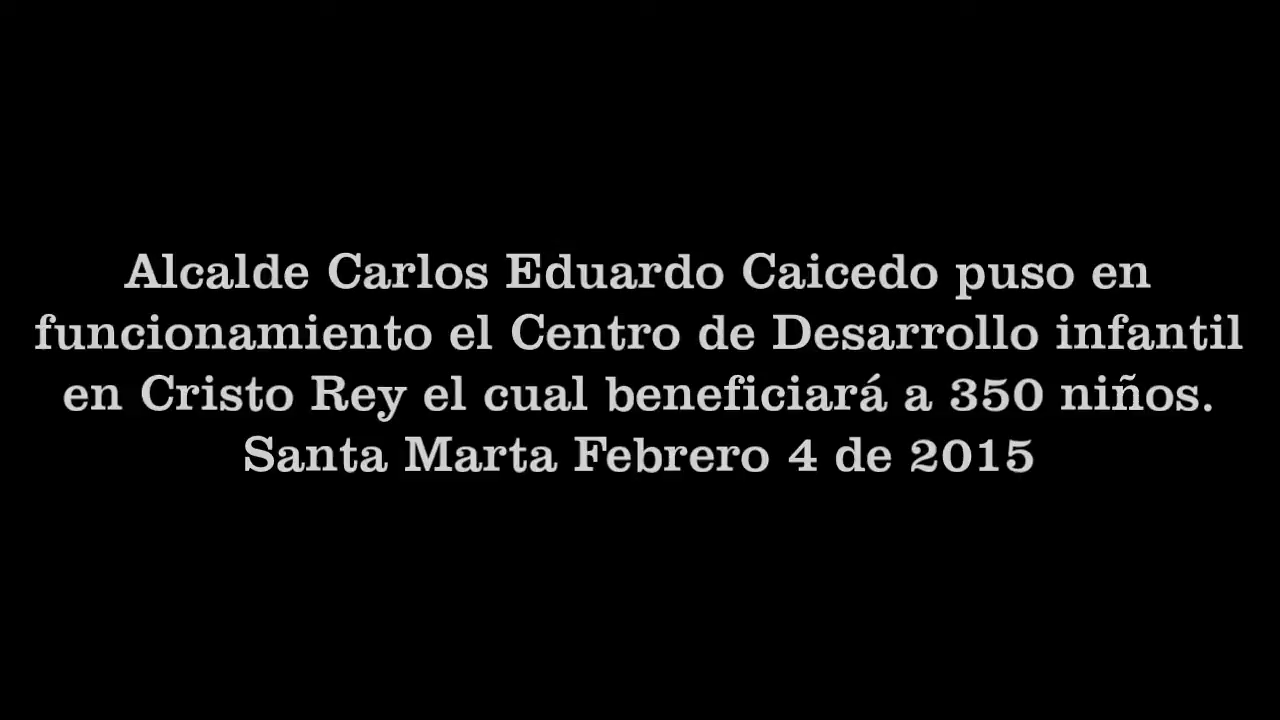 Alcalde Carlos Eduardo Caicedo puso en
funcionamiento el Centro de Desarrollo infantil
en Cristo Rey el cual beneficiará a 350 niños.
Santa Marta Febrero 4 de 2015